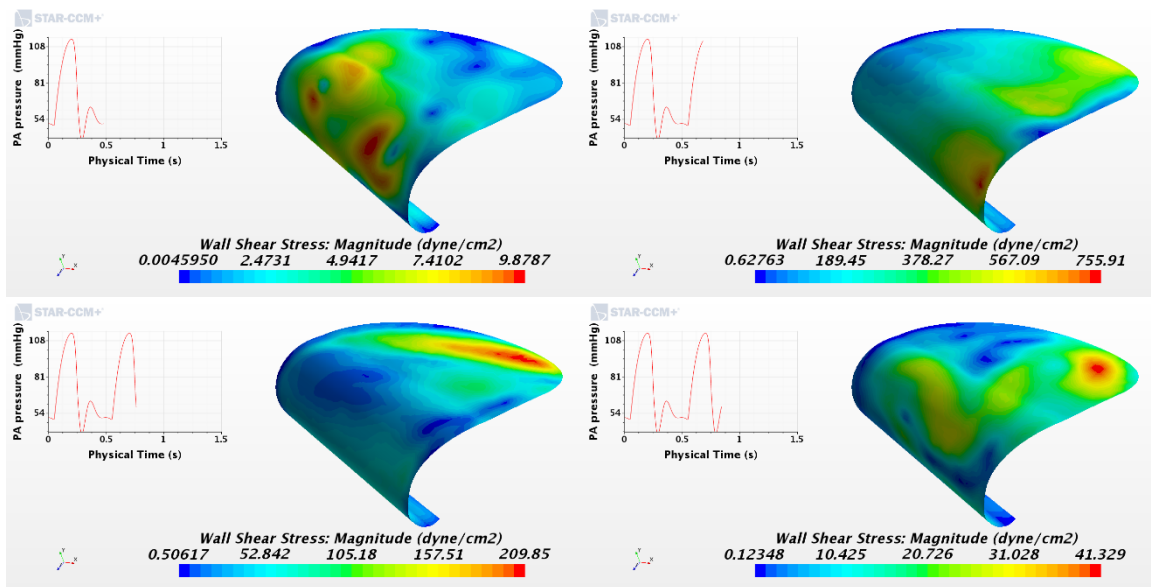 STAR-CCM+
PA pressure (mmHg)
108
81
54
0 0.5 1 1.5
Physical Time (s)
y
x
z
Wall Shear Stress: Magnitude (dyne/cm2)
0.0045950 2.4731 4.9417 7.4102 9.8787
STAR-CCM+
PA pressure (mmHg)
108
81
54
0 0.5 1 1.5
Physical Time (s)
y
x
z
Wall Shear Stress: Magnitude (dyne/cm2)
0.62763 189.45 378.27 567.09 755.91
STAR-CCM+
PA pressure (mmHg)
108
81
54
0 0.5 1 1.5
Physical Time (s)
y
x
z
Wall Shear Stress: Magnitude (dyne/cm2)
0.50617 52.842 105.18 157.51 209.85
STAR-CCM+
PA pressure (mmHg)
108
81
54
0 0.5 1 1.5
Physical Time (s)
y
x
z
Wall Shear Stress: Magnitude (dyne/cm2)
0.12348 10.425 20.726 31.028 41.329